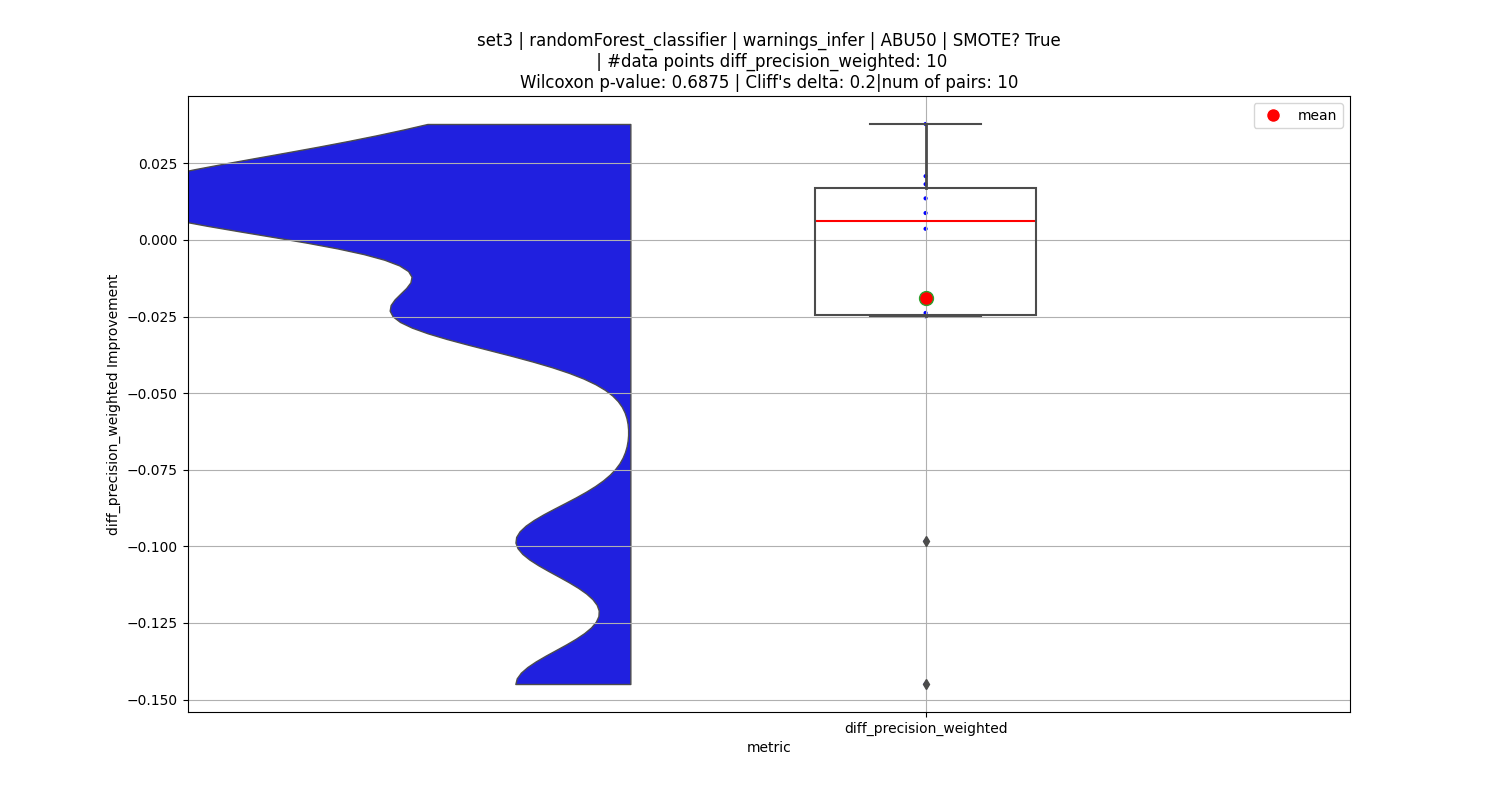 set3 | randomForest_classifier | warnings_infer | ABU50 | SMOTE? True
| #data points diff_precision_weighted: 10
Wilcoxon p-value: 0.6875 | Cliff's delta: 0.2|num of pairs: 10
mean
0.025
0.000
−0.025
−0.050
−0.075
−0.100
−0.125
−0.150
diff_precision_weighted Improvement
diff_precision_weighted
metric